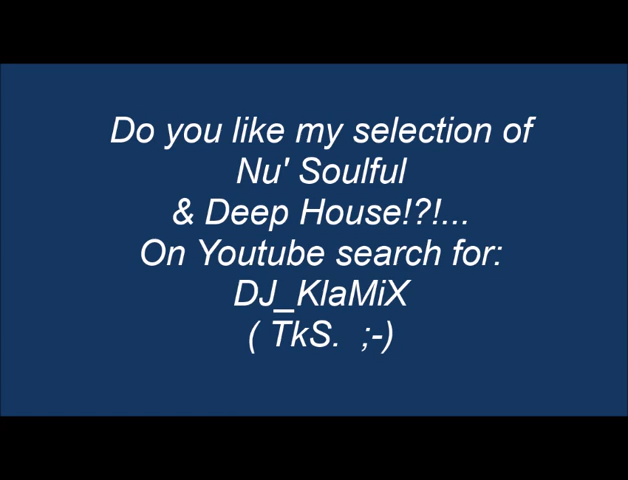 Do you like my selection of
Nu' Soulful
& Deep House!?!...
On Youtube search for:
DJ_KlaMiX
( TkS.  ;-)